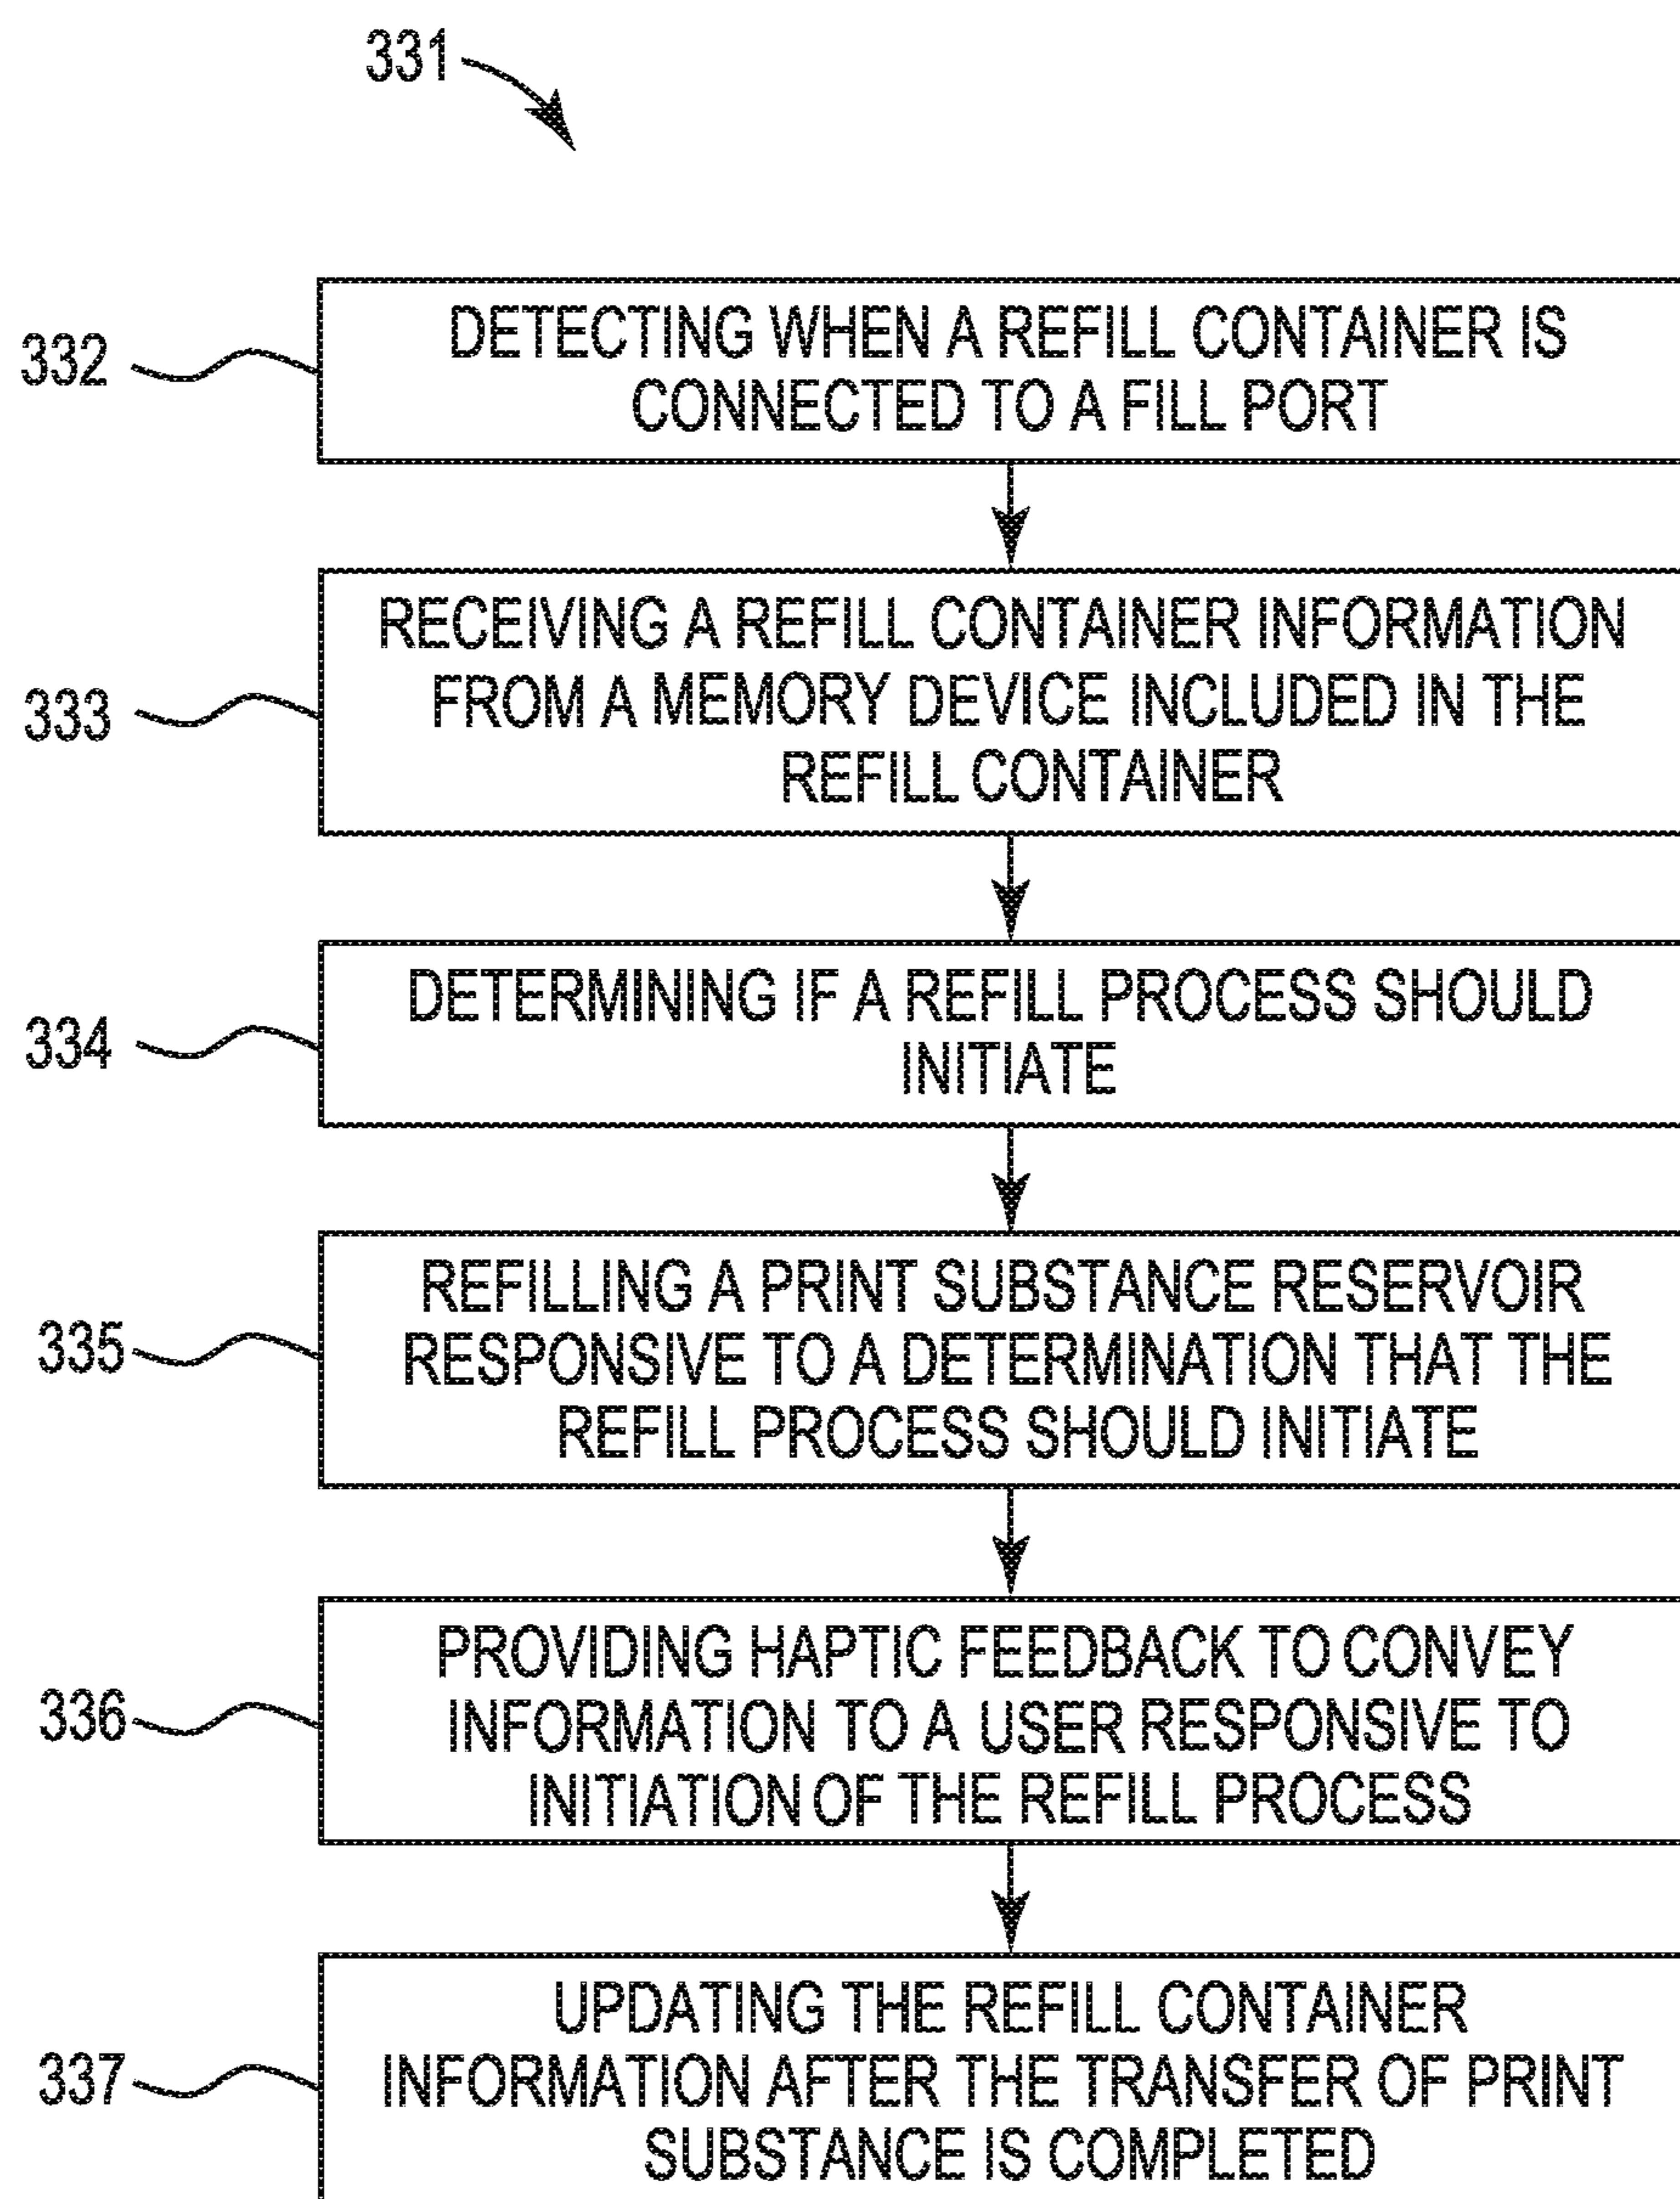 331
332
DETECTING WHEN A REFILL CONTAINER IS
CONNECTED TO A FILL PORT
333
RECEIVING A REFILL CONTAINER INFORMATION
FROM A MEMORY DEVICE INCLUDED IN THE
REFILL CONTAINER
334
DETERMINING IF A REFILL PROCESS SHOULD
INITIATE
335
REFILLING A PRINT SUBSTANCE RESERVOIR
RESPONSIVE TO A DETERMINATION THAT THE
REFILL PROCESS SHOULD INITIATE
336
PROVIDING HAPTIC FEEDBACK TO CONVEY
INFORMATION TO A USER RESPONSIVE TO
INITIATION OF THE REFILL PROCESS
337
UPDATING THE REFILL CONTAINER
INFORMATION AFTER THE TRANSFER OF PRINT
SUBSTANCE IS COMPLETED